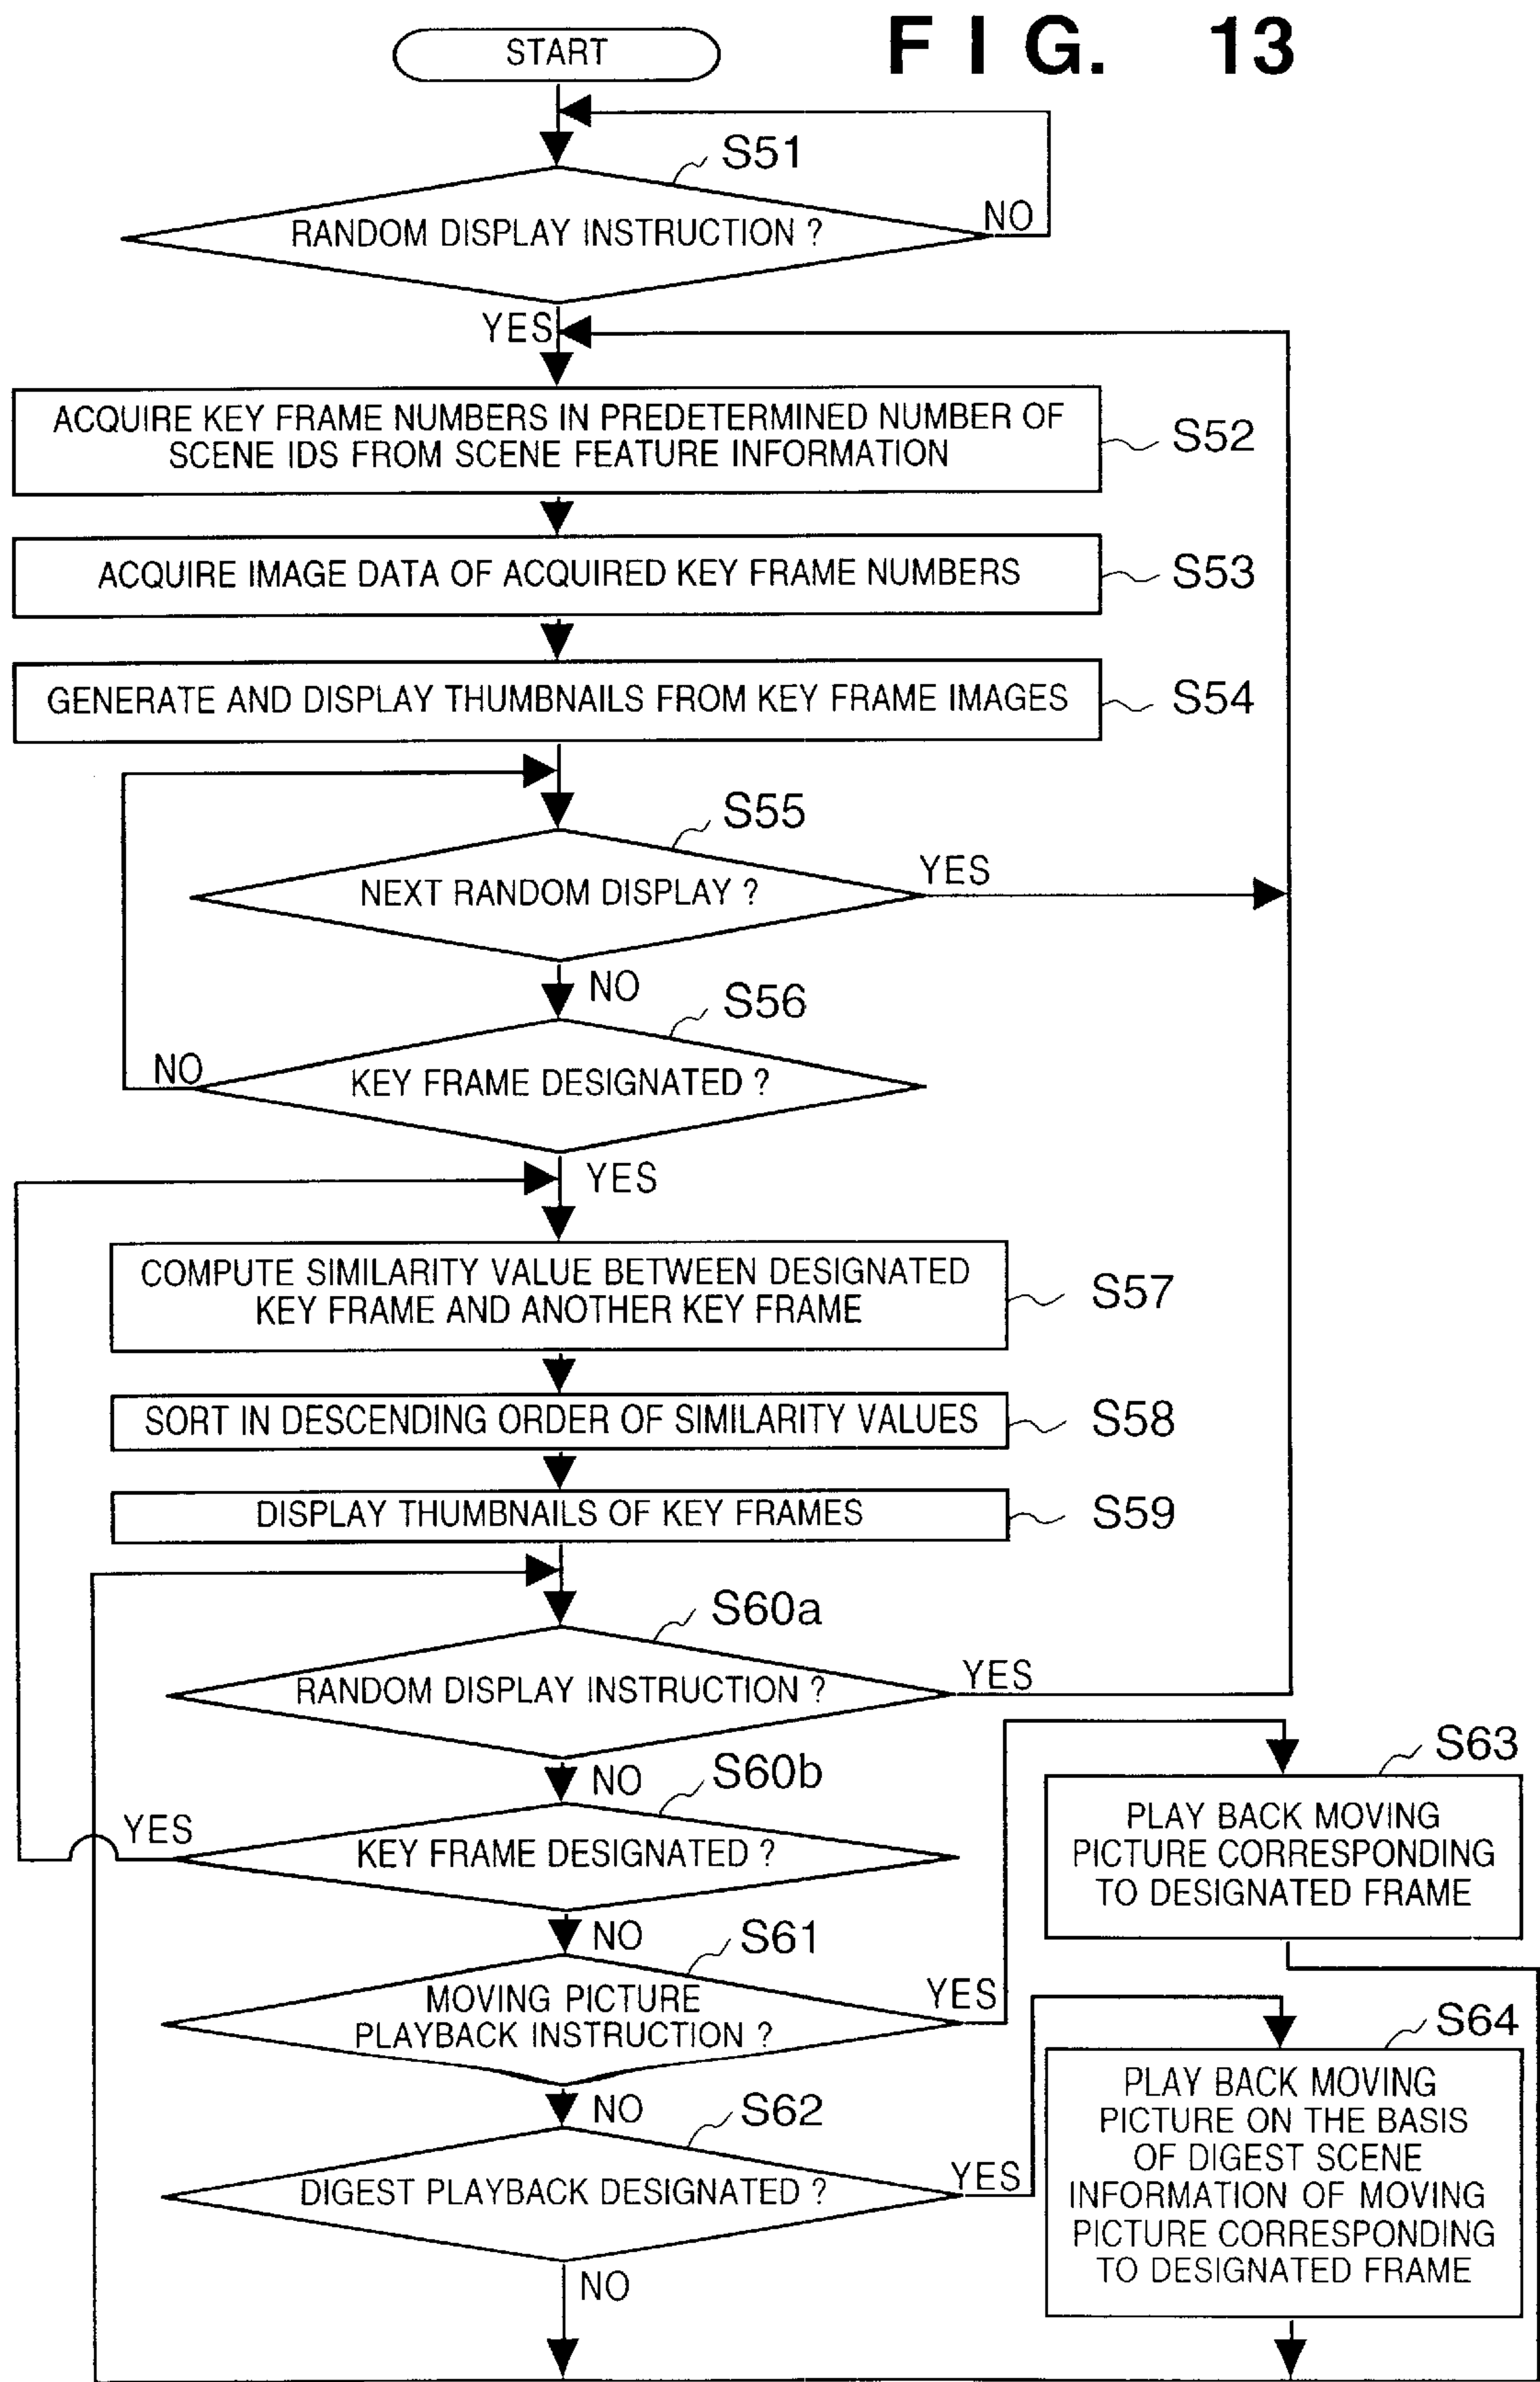 START
FIG. 13
S51
RANDOM DISPLAY INSTRUCTION ?
NO
YES
ACQUIRE KEY FRAME NUMBERS IN PREDETERMINED NUMBER OF
SCENE IDS FROM SCENE FEATURE INFORMATION
S52
ACQUIRE IMAGE DATA OF ACQUIRED KEY FRAME NUMBERS
S53
GENERATE AND DISPLAY THUMBNAILS FROM KEY FRAME IMAGES
S54
S55
NEXT RANDOM DISPLAY ?
YES
NO
S56
KEY FRAME DESIGNATED ?
NO
YES
COMPUTE SIMILARITY VALUE BETWEEN DESIGNATED
KEY FRAME AND ANOTHER KEY FRAME
S57
SORT IN DESCENDING ORDER OF SIMILARITY VALUES
S58
DISPLAY THUMBNAILS OF KEY FRAMES
S59
S60a
RANDOM DISPLAY INSTRUCTION ?
YES
NO
S60b
KEY FRAME DESIGNATED ?
YES
NO
S61
MOVING PICTURE
PLAYBACK INSTRUCTION ?
YES
NO
S62
DIGEST PLAYBACK DESIGNATED ?
YES
NO
S63
PLAY BACK MOVING
PICTURE CORRESPONDING
TO DESIGNATED FRAME
S64
PLAY BACK MOVING
PICTURE ON THE BASIS
OF DIGEST SCENE
INFORMATION OF MOVING
PICTURE CORRESPONDING
TO DESIGNATED FRAME